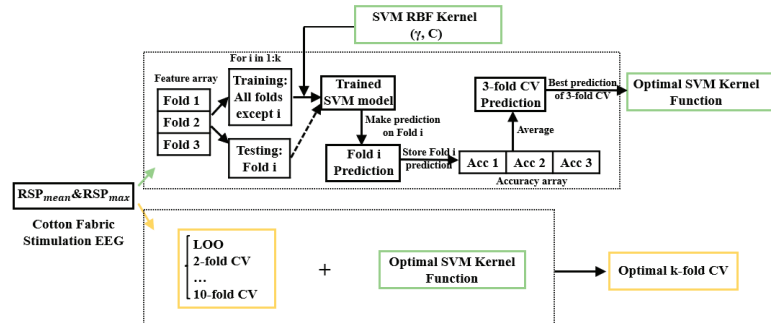 SVM RBF Kernel
(γ, C)
For i in 1:k
Feature array
Fold 1
Fold 2
Fold 3
Training:
All folds
except i
Testing:
Fold i
Trained
SVM model
Make prediction
on Fold i
Fold i
Prediction
Store Fold i
prediction
3-fold CV
Prediction
Average
Acc 1
Acc 2
Acc 3
Accuracy array
Best prediction
of 3-fold CV
Optimal SVM Kernel
Function
RSPmean&RSPmax
Cotton Fabric
Stimulation EEG
LOO
2-fold CV
...
10-fold CV
+
Optimal SVM Kernel
Function
Optimal k-fold CV